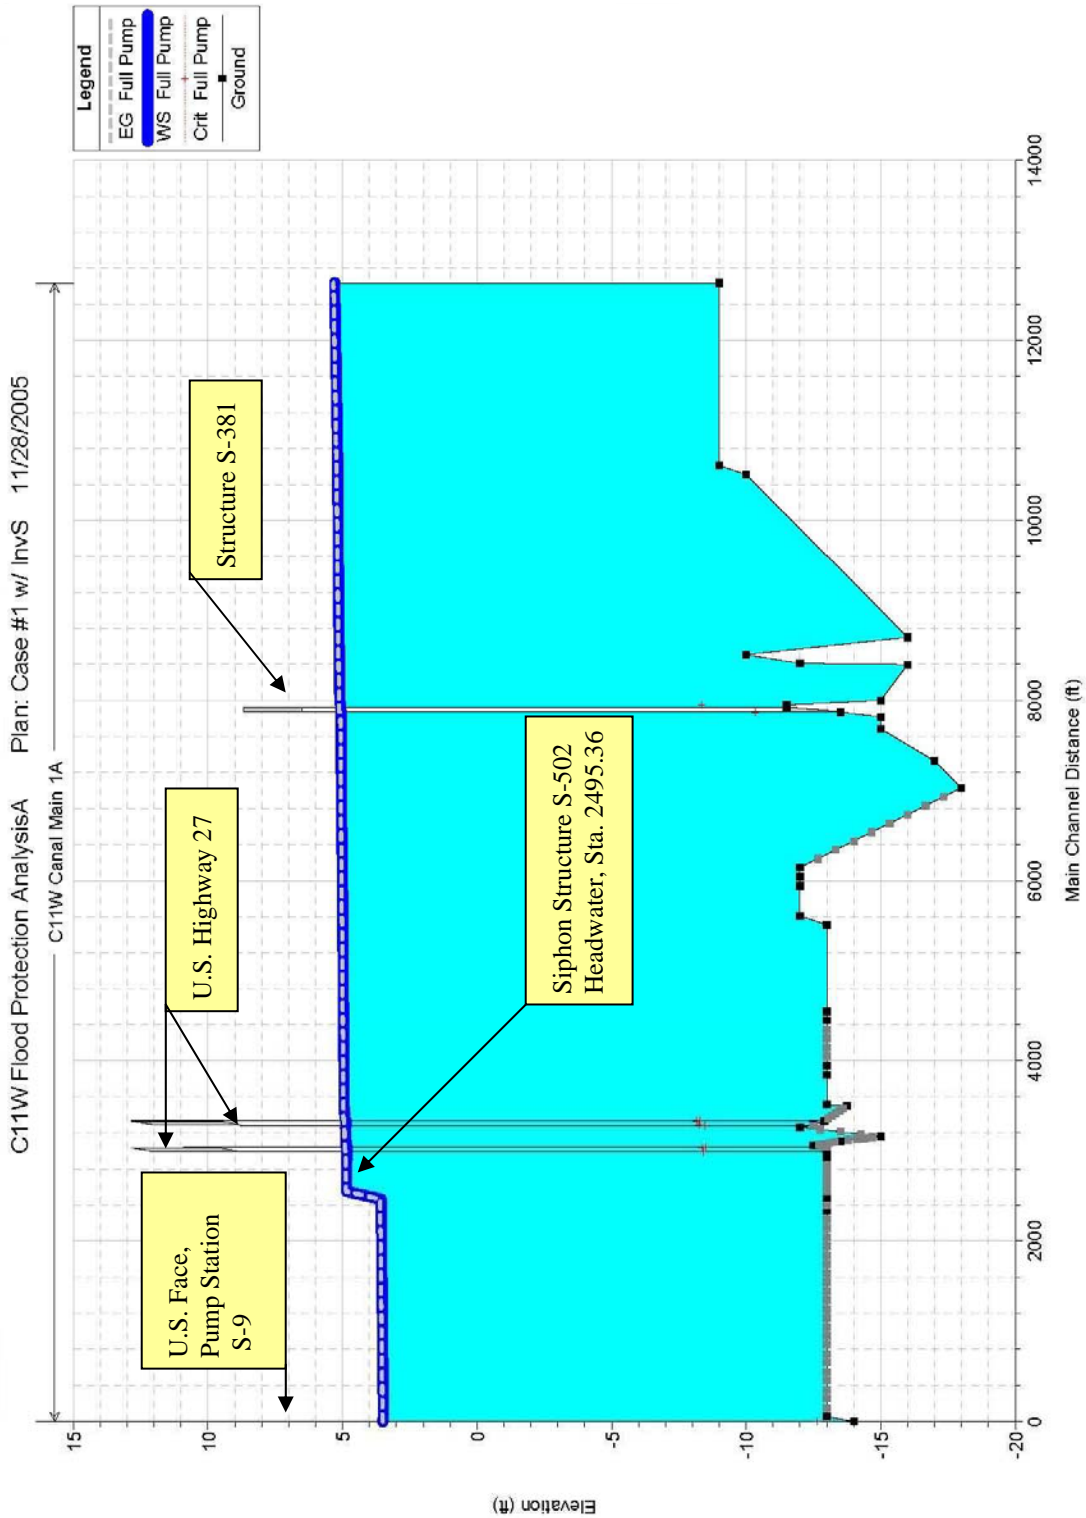 C11W Flood Protection AnalysisA Plan: Case #1 w/ InvS 11/28/2005
C11W Canal Main 1A
Legend
EG Full Pump
WS Full Pump
Crit Full Pump
Ground
U.S. Face,
Pump Station
S-9
U.S. Highway 27
Structure S-381
Siphon Structure S-502
Headwater, Sta. 2495.36
Elevation (ft)
15
10
5
0
-5
-10
-15
-20
0 2000 4000 6000 8000 10000 12000 14000
Main Channel Distance (ft)